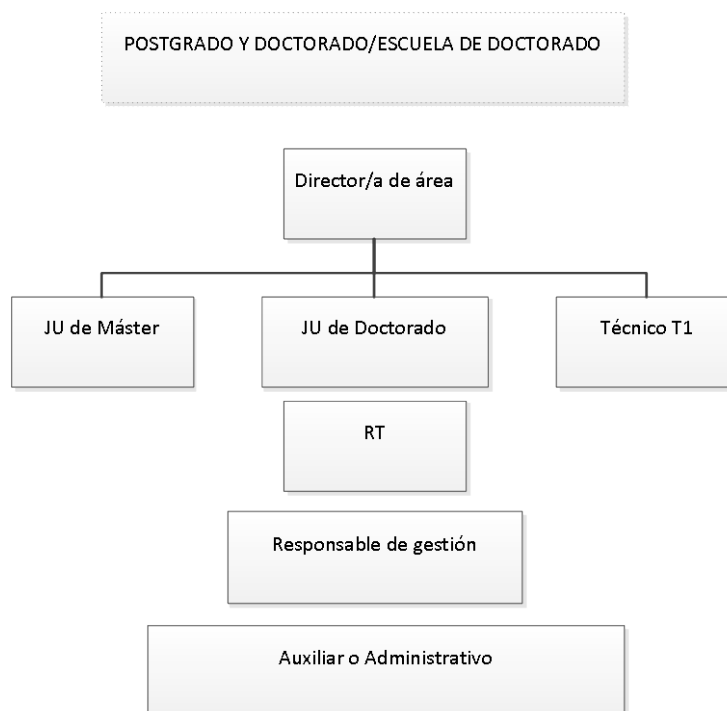 POSTGRADO Y DOCTORADO/ESCUELA DE DOCTORADO
Director/a de área
JU de Máster
JU de Doctorado
Técnico T1
RT
Responsable de gestión
Auxiliar o Administrativo